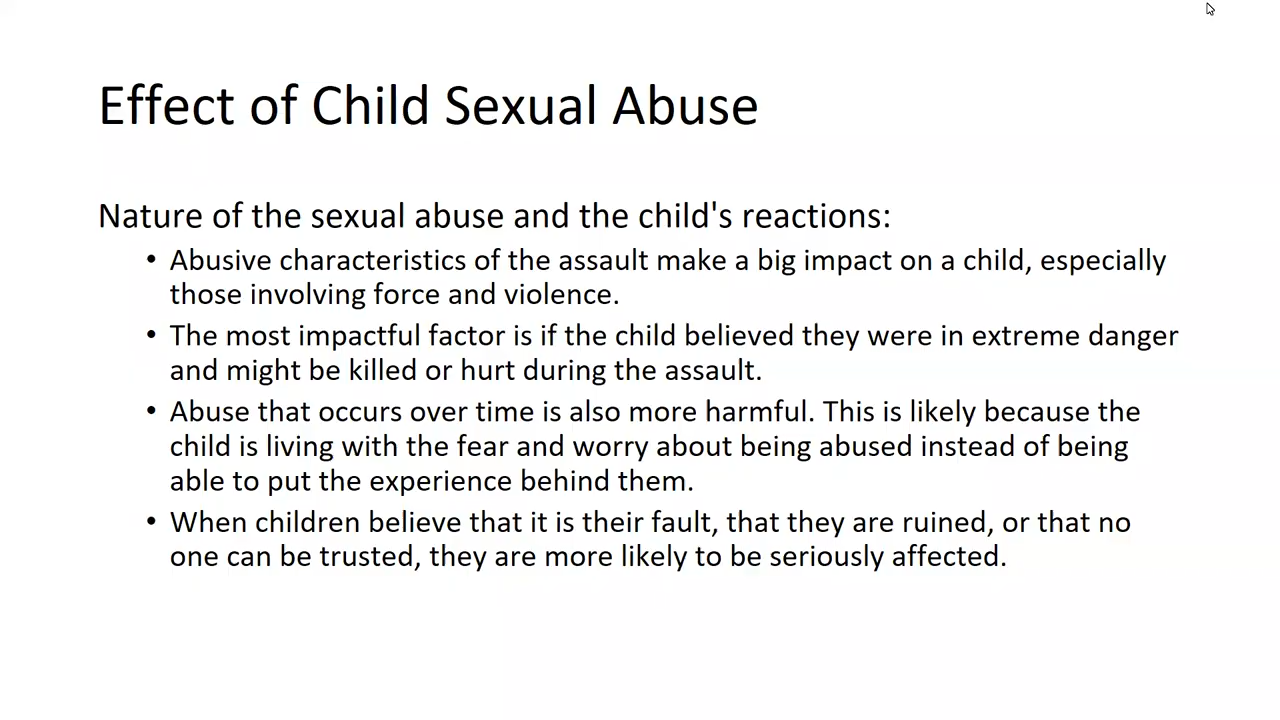 Effect of Child Sexual Abuse
Nature of the sexual abuse and the child's reactions:
• Abusive characteristics of the assault make a big impact on a child, especially
those involving force and violence.
• The most impactful factor is if the child believed they were in extreme danger
and might be killed or hurt during the assault.
• Abuse that occurs over time is also more harmful. This is likely because the
child is living with the fear and worry about being abused instead of being
able to put the experience behind them.
• When children believe that it is their fault, that they are ruined, or that no
one can be trusted, they are more likely to be seriously affected.